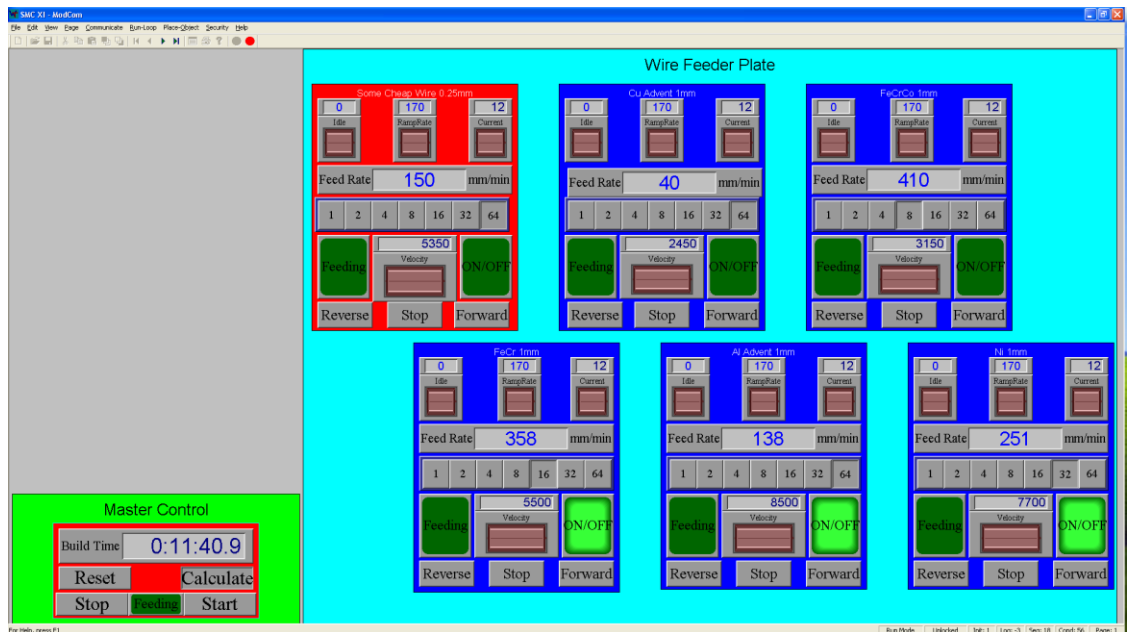 SMC XI - ModCom
File Edit View Page Communicate Run-Loop Place-Object Security Help
Wire Feeder Plate
Some Cheap Wire 0.25mm
0 170 12
Idle RampRate Current
Feed Rate 150 mm/min
1 2 4 8 16 32 64
5350
Feeding Velocity ON/OFF
Reverse Stop Forward
Cu Advent 1mm
0 170 12
Idle RampRate Current
Feed Rate 40 mm/min
1 2 4 8 16 32 64
2450
Feeding Velocity ON/OFF
Reverse Stop Forward
FeCrCo 1mm
0 170 12
Idle RampRate Current
Feed Rate 410 mm/min
1 2 4 8 16 32 64
3150
Feeding Velocity ON/OFF
Reverse Stop Forward
FeCr 1mm
0 170 12
Idle RampRate Current
Feed Rate 358 mm/min
1 2 4 8 16 32 64
5500
Feeding Velocity ON/OFF
Reverse Stop Forward
Al Advent 1mm
0 170 12
Idle RampRate Current
Feed Rate 138 mm/min
1 2 4 8 16 32 64
8500
Feeding Velocity ON/OFF
Reverse Stop Forward
Ni 1mm
0 170 12
Idle RampRate Current
Feed Rate 251 mm/min
1 2 4 8 16 32 64
7700
Feeding Velocity ON/OFF
Reverse Stop Forward
Master Control
Build Time 0:11:40.9
Reset Calculate
Stop Feeding Start
For Help, press F1
Run Mode Unlocked Init: 1 Log: -3 Seq: 18 Cond: 56 Page: 1